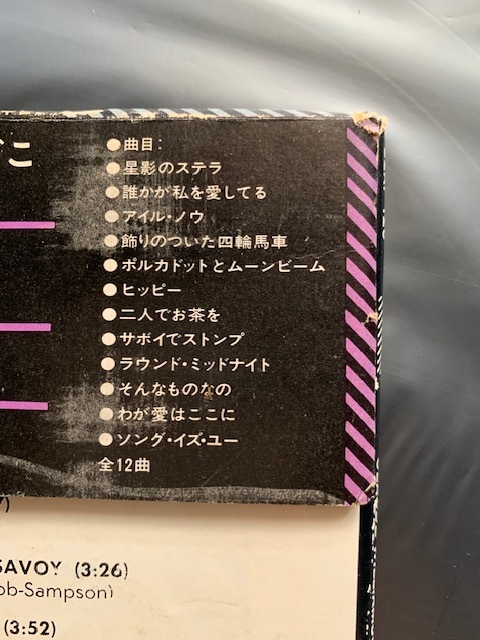 ●曲目:
●星影のステラ
●誰かが私を愛してる
●アイル・ノウ
●飾りのついた四輪馬車
●ポルカドットとムーンビーム
●ヒッピー
●二人でお茶を
●サボイでストンプ
●ラウンド・ミッドナイト
●そんなものなの
●わが愛はここに
●ソング・イズ・ユー
全12曲
SAVOY (3:26)
ob-Sampson)
(3:52)